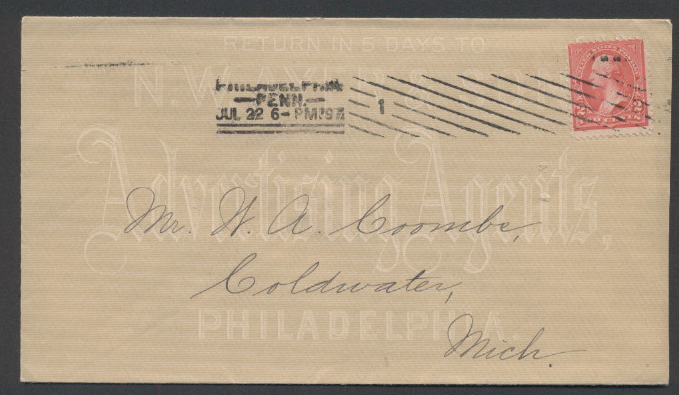 RETURN IN 5 DAYS TO
PHILADELPHIA
PENN.
JUL 22 6-PM '97
1
Advertising Agents,
Mr. W. A. Coombe,
Coldwater,
PHILADELPHIA
Mich.